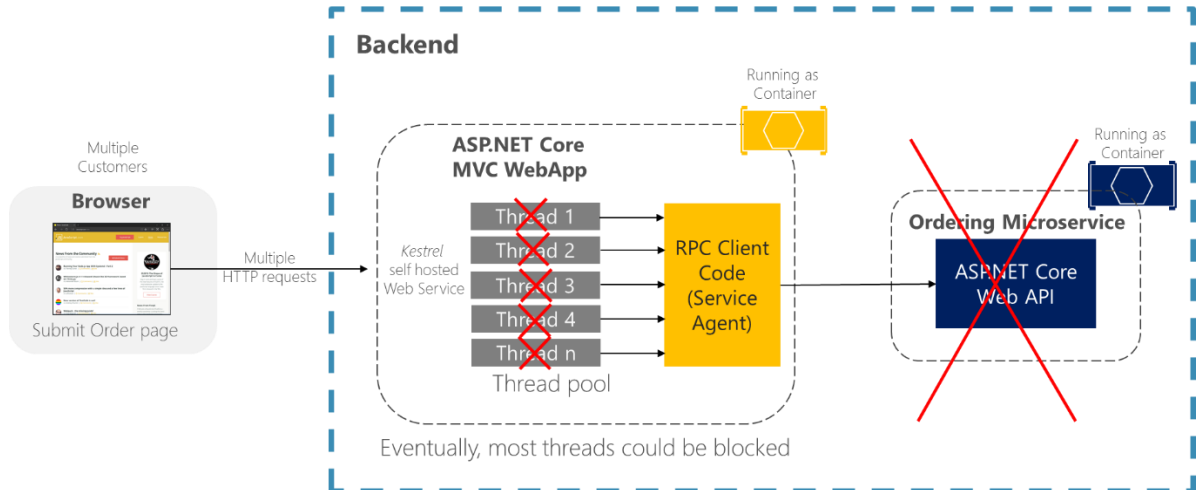 Backend
Running as
Container
Multiple
Customers
Browser
Submit Order page
Multiple
HTTP requests
ASP.NET Core
MVC WebApp
Kestrel
self hosted
Web Service
Thread 1
Thread 2
Thread 3
Thread 4
Thread n
Thread pool
RPC Client
Code
(Service
Agent)
Eventually, most threads could be blocked
Running as
Container
Ordering Microservice
ASP.NET Core
Web API